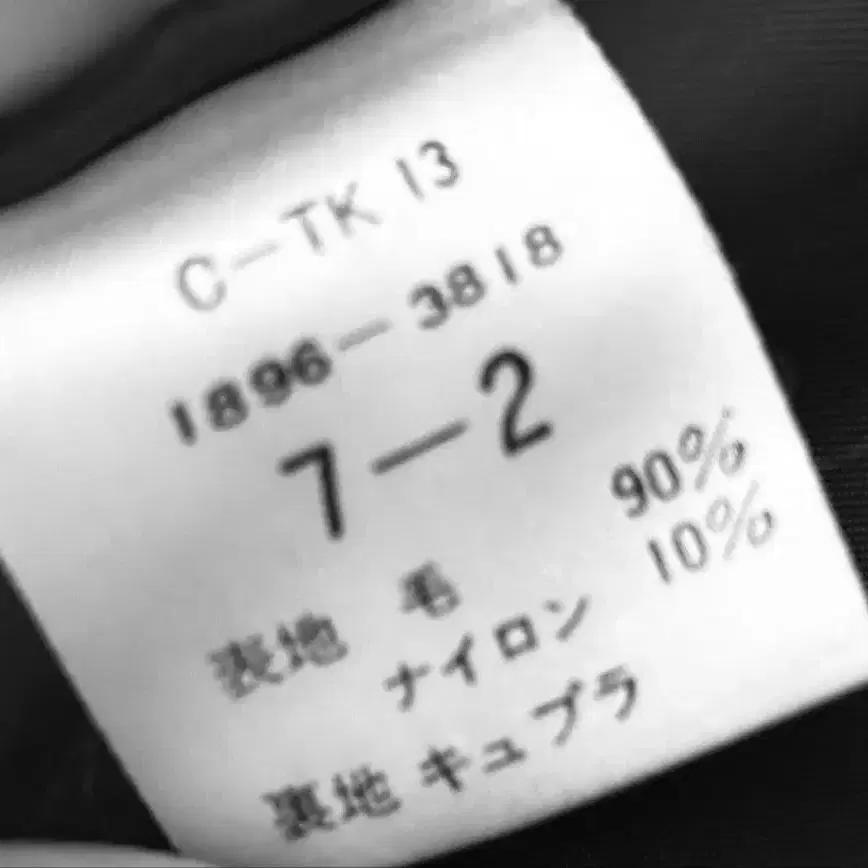 C-TK 13
1896-3818
7-2
表地 毛 90%
ナイロン 10%
裏地 キュプラ